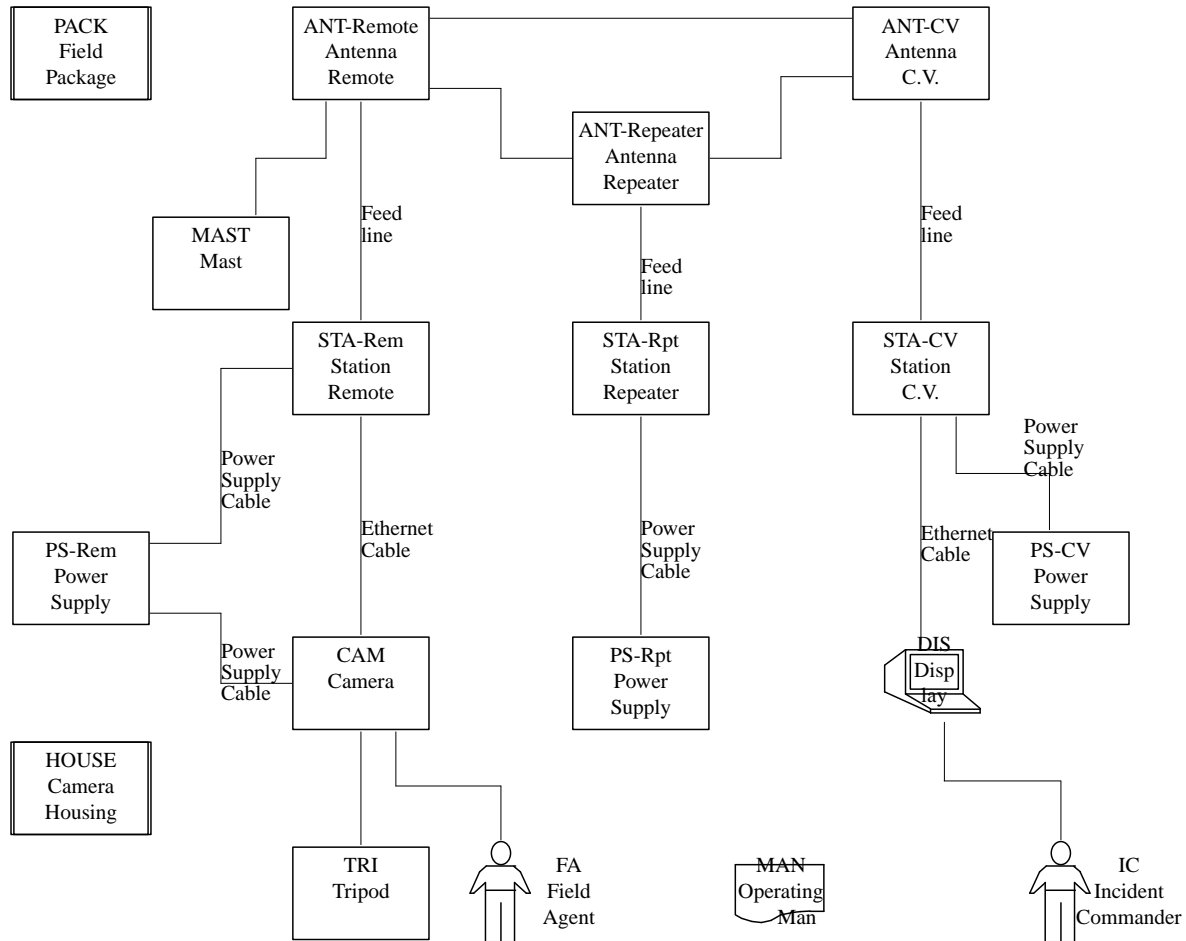 PACK
Field
Package
ANT-Remote
Antenna
Remote
ANT-CV
Antenna
C.V.
ANT-Repeater
Antenna
Repeater
MAST
Mast
Feed
line
Feed
line
Feed
line
STA-Rem
Station
Remote
STA-Rpt
Station
Repeater
STA-CV
Station
C.V.
Power
Supply
Cable
Power
Supply
Cable
Ethernet
Cable
Power
Supply
Cable
Ethernet
Cable
PS-Rem
Power
Supply
PS-CV
Power
Supply
Power
Supply
Cable
CAM
Camera
PS-Rpt
Power
Supply
DIS
Disp
lay
HOUSE
Camera
Housing
TRI
Tripod
FA
Field
Agent
MAN
Operating
Man
IC
Incident
Commander